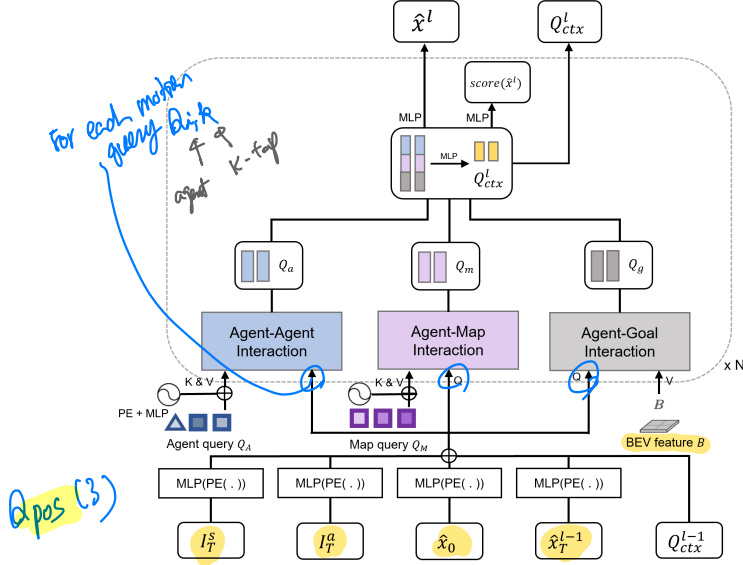 x̂^l
Q^l_ctx
score(x̂^l)
MLP
MLP
For each motion
query Q_i,k
agent
K-top
MLP
Q^l_ctx
Q_a
Q_m
Q_g
Agent-Agent
Interaction
Agent-Map
Interaction
Agent-Goal
Interaction
x N
K & V
K & V
Q
Q
V
PE + MLP
B
Agent query Q_A
Map query Q_M
BEV feature B
Qpos (3)
MLP(PE( . ))
MLP(PE( . ))
MLP(PE( . ))
MLP(PE( . ))
I^s_T
I^a_T
x̂_0
x̂^{l−1}_T
Q^{l−1}_ctx